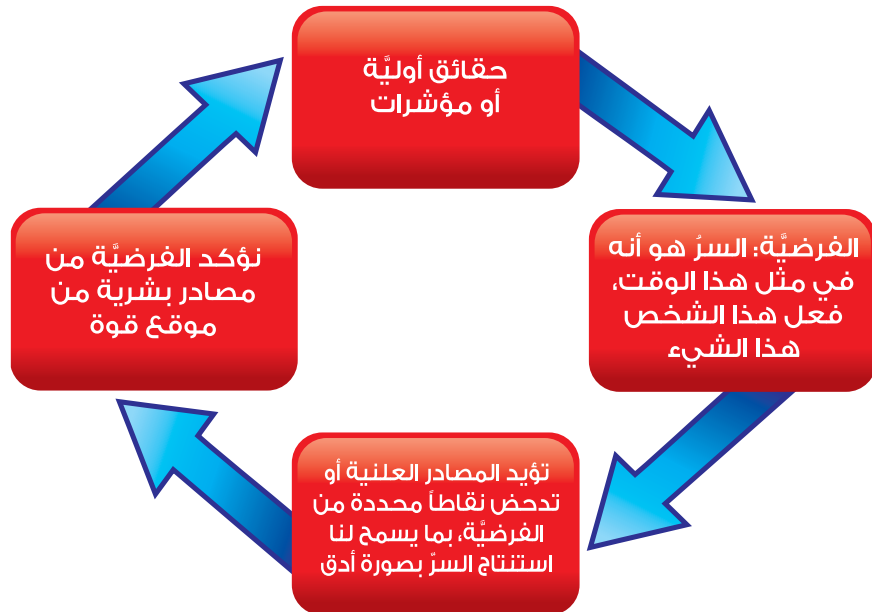 حقائق أوليَّة
أو مؤشرات
الفرضيَّة: السرُ هو أنه
في مثل هذا الوقت،
فعل هذا الشخص
هذا الشيء
تؤيد المصادر العلنية أو
تدحض نقاطاً محددة من
الفرضيَّة، بما يسمح لنا
استنتاج السرّ بصورة أدق
نؤكد الفرضيَّة من
مصادر بشرية من
موقع قوة